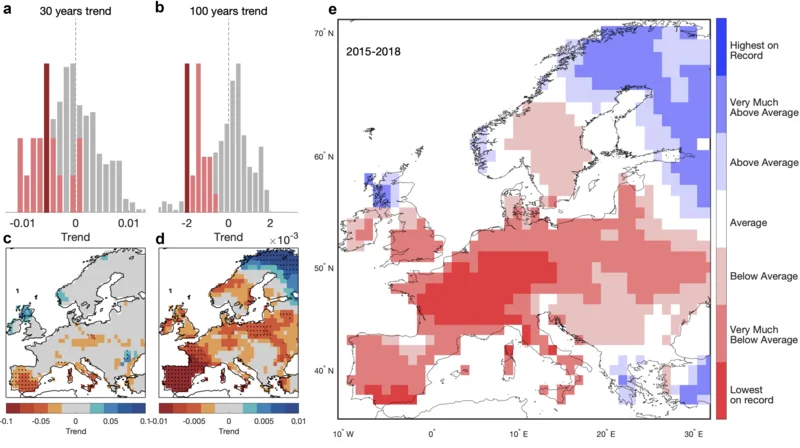 a
30 years trend
-0.01
0
0.01
Trend
b
100 years trend
-2
0
2
Trend
×10⁻³
c
-0.1
-0.05
0
0.05
0.1
Trend
d
-0.01
-0.005
0
0.005
0.01
Trend
e
2015-2018
70° N
60° N
50° N
40° N
10° W
0°
10° E
20° E
30° E
Highest on
Record
Very Much
Above Average
Above Average
Average
Below Average
Very Much
Below Average
Lowest
on record